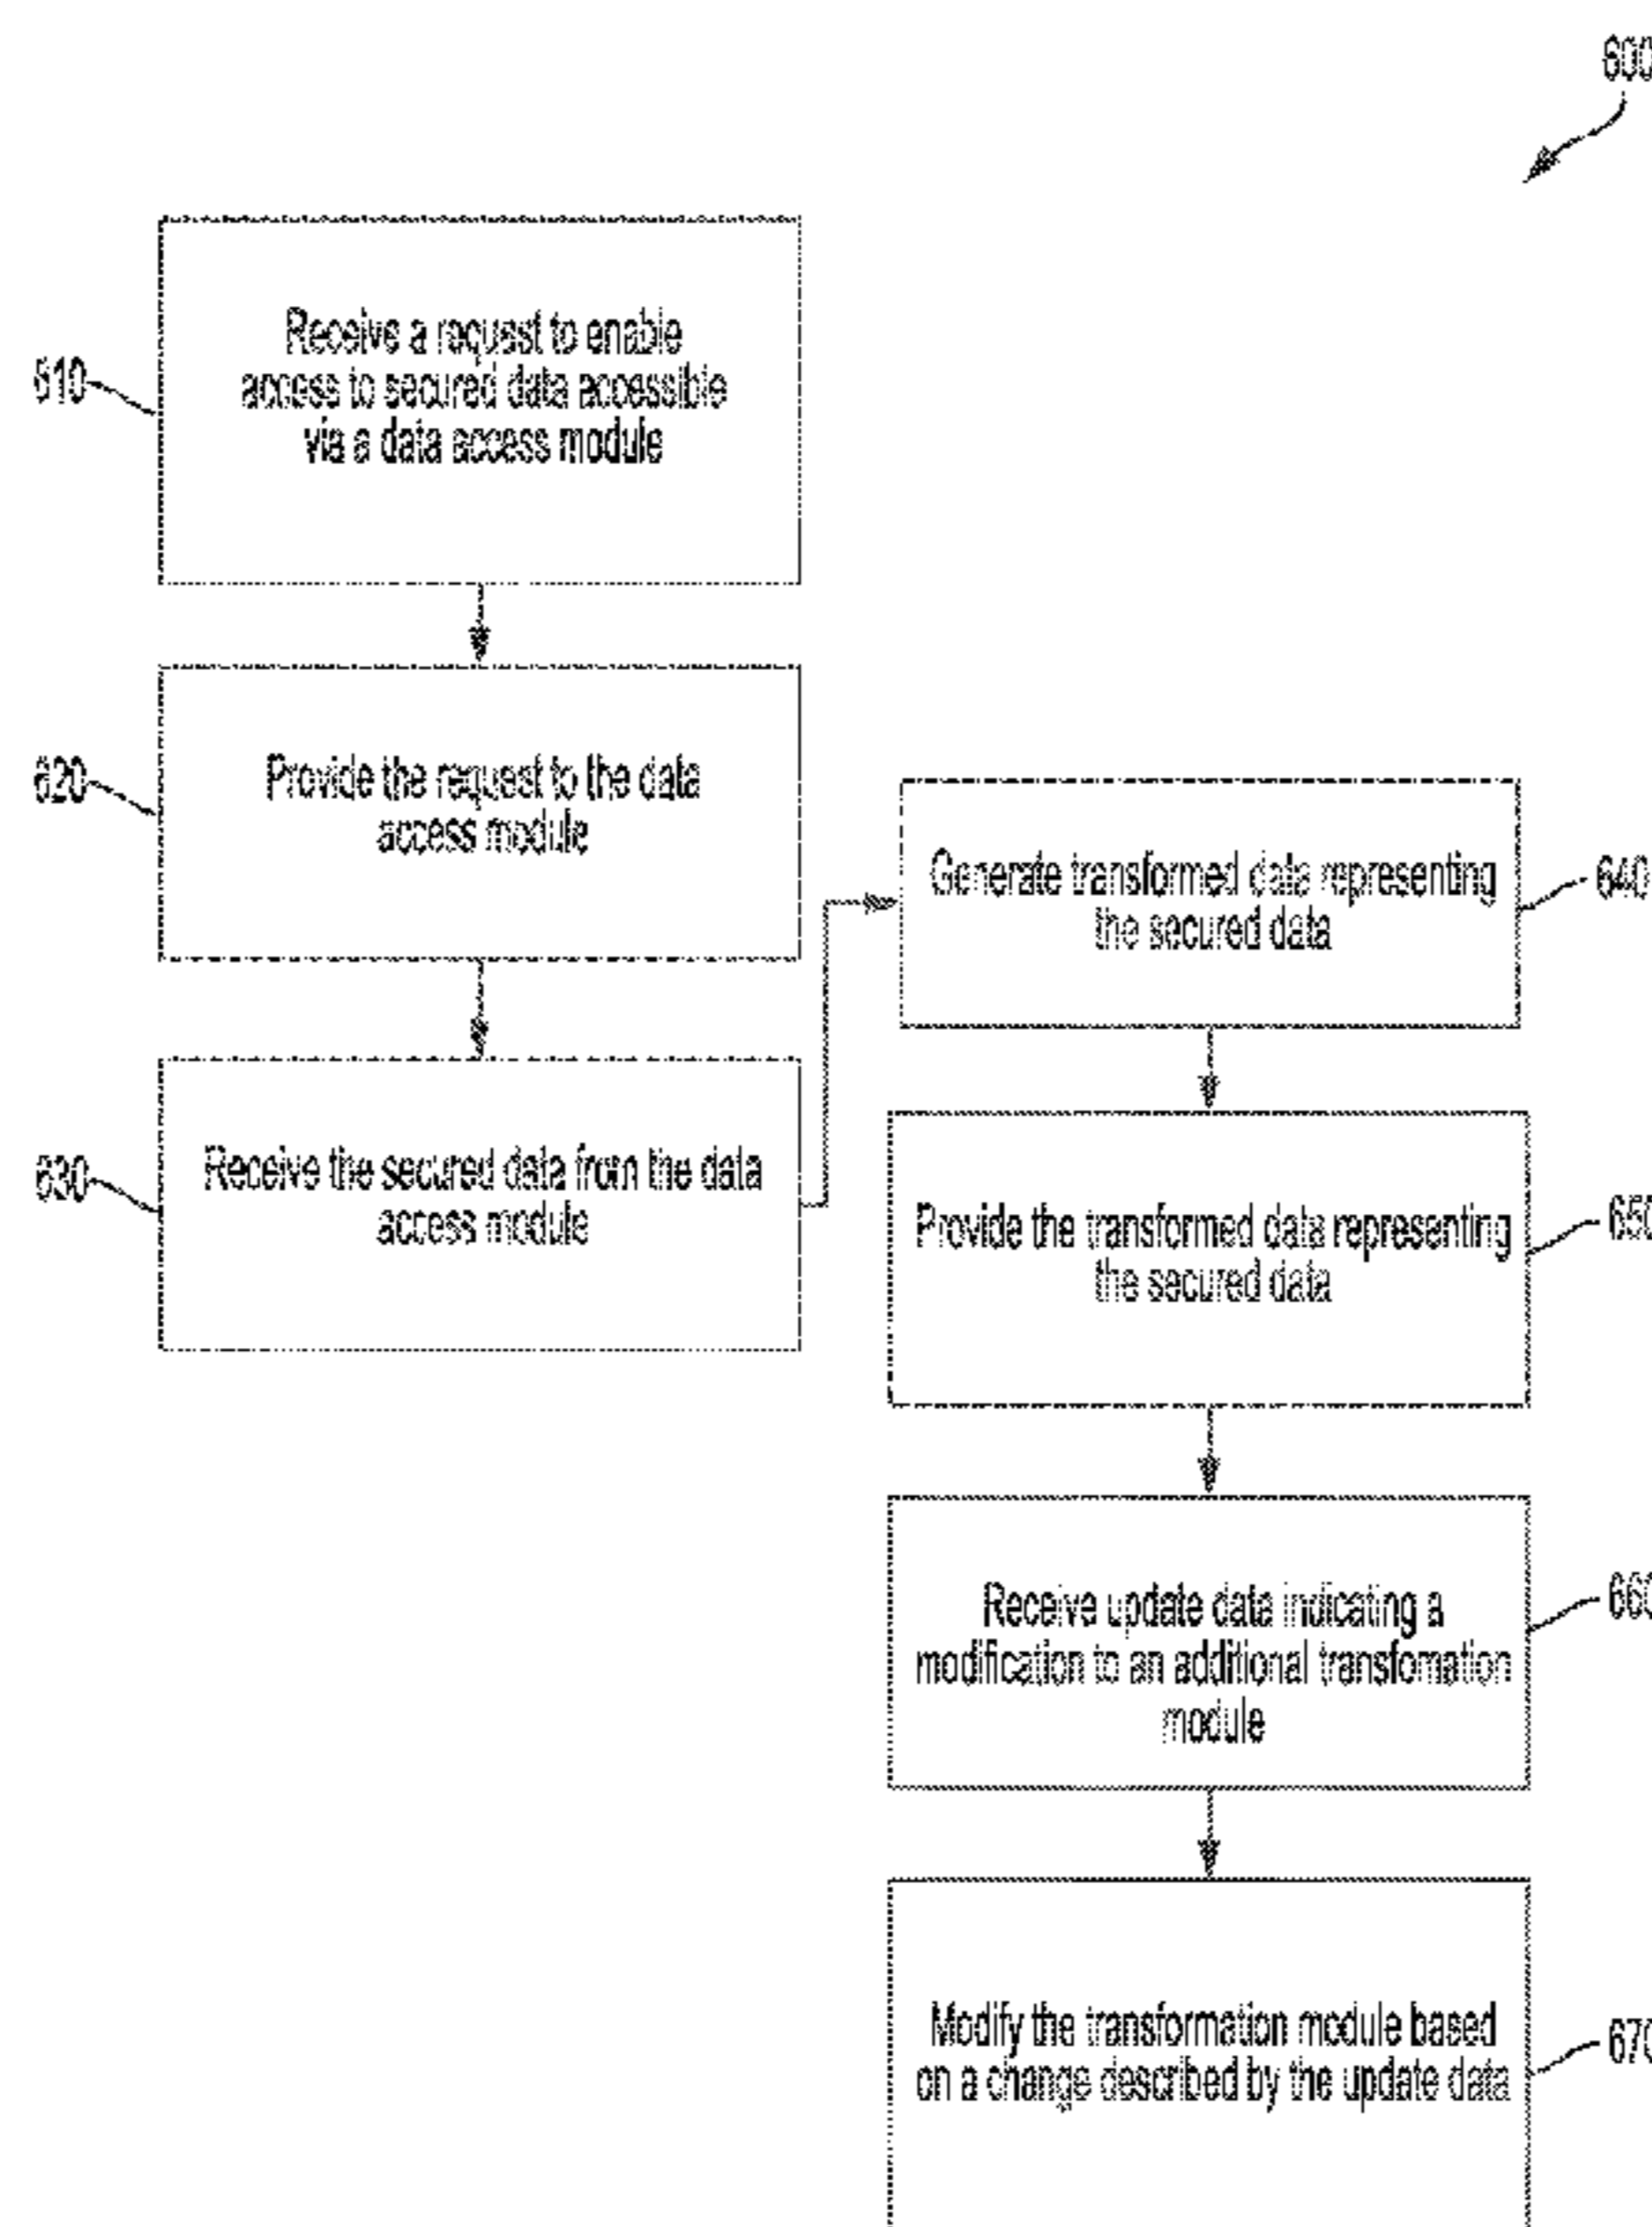 600
610
Receive a request to enable
access to secured data accessible
via a data access module
620
Provide the request to the data
access module
630
Receive the secured data from the data
access module
640
Generate transformed data representing
the secured data
650
Provide the transformed data representing
the secured data
660
Receive update data indicating a
modification to an additional transfomation
module
670
Modify the transformation module based
on a change described by the update data